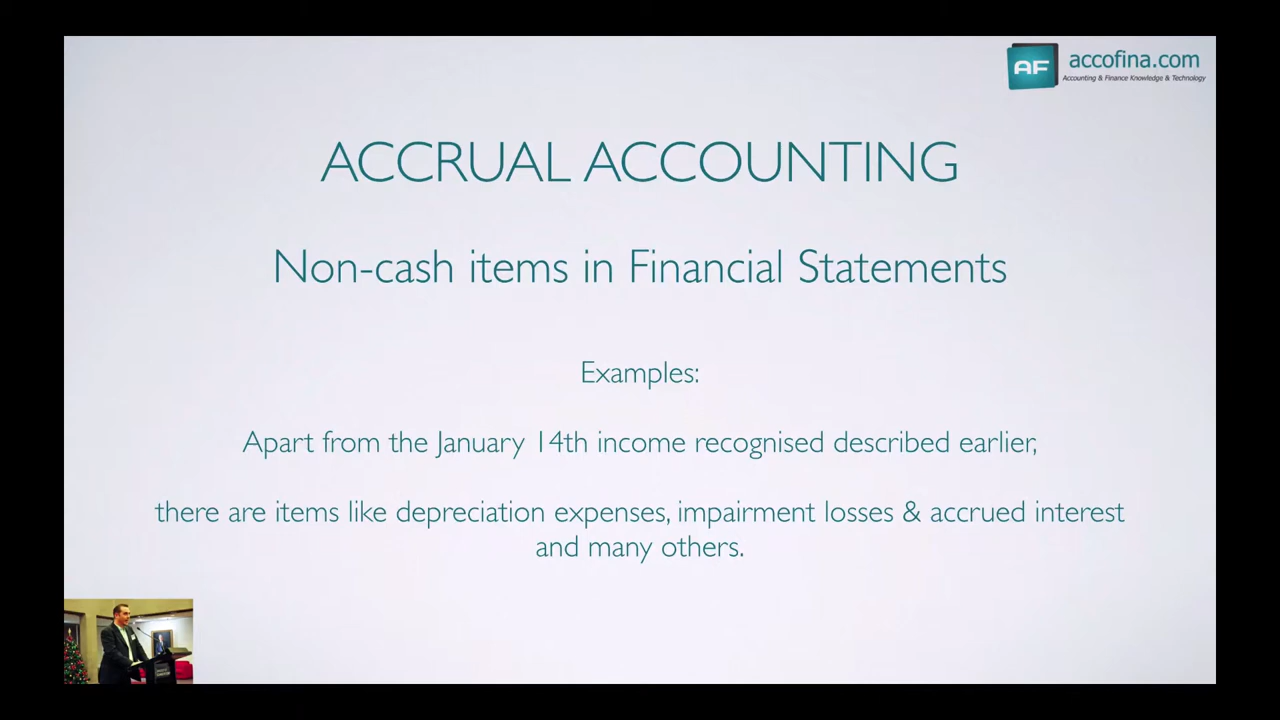 AF
accofina.com
Accounting & Finance Knowledge & Technology
ACCRUAL ACCOUNTING
Non-cash items in Financial Statements
Examples:
Apart from the January 14th income recognised described earlier,
there are items like depreciation expenses, impairment losses & accrued interest
and many others.